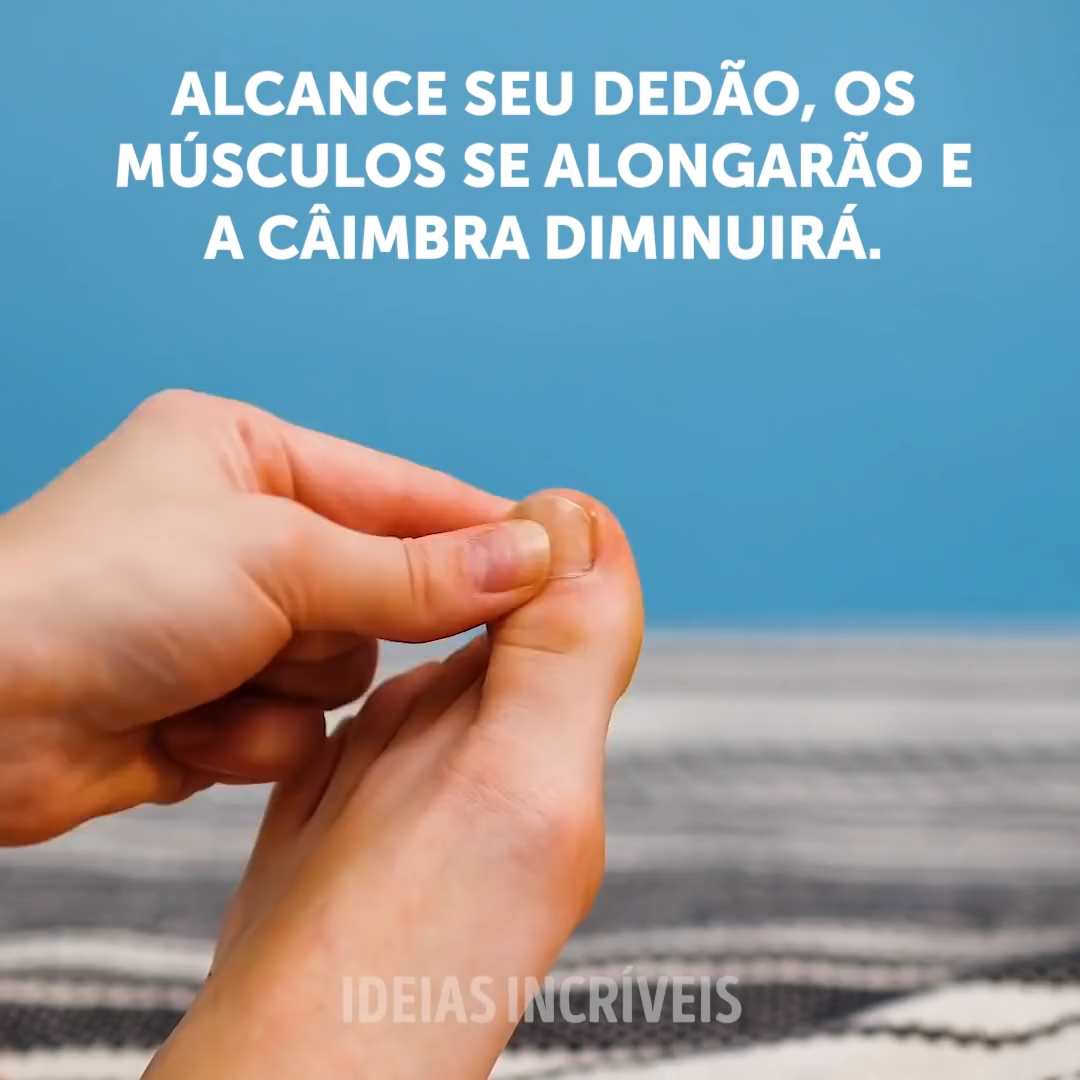 ALCANCE SEU DEDÃO, OS
MÚSCULOS SE ALONGARÃO E
A CÂIMBRA DIMINUIRÁ.
IDEIAS INCRÍVEIS